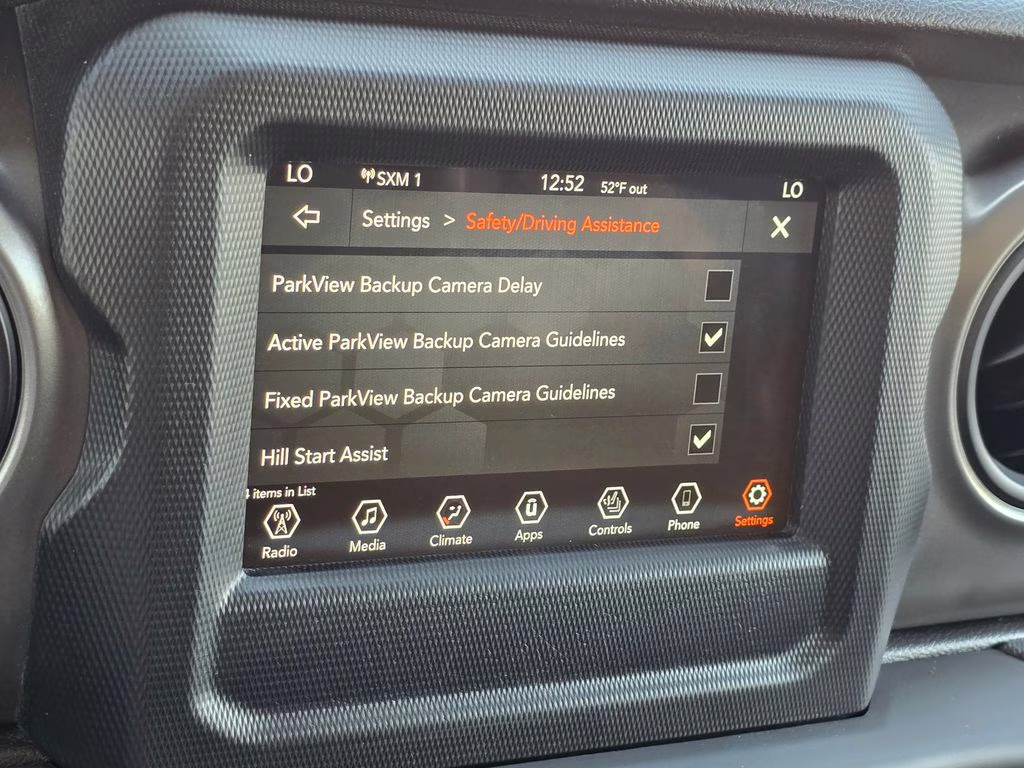 LO SXM 1 12:52 52°F out LO
Settings > Safety/Driving Assistance X
ParkView Backup Camera Delay
Active ParkView Backup Camera Guidelines
Fixed ParkView Backup Camera Guidelines
Hill Start Assist
4 items in List
Radio Media Climate Apps Controls Phone Settings